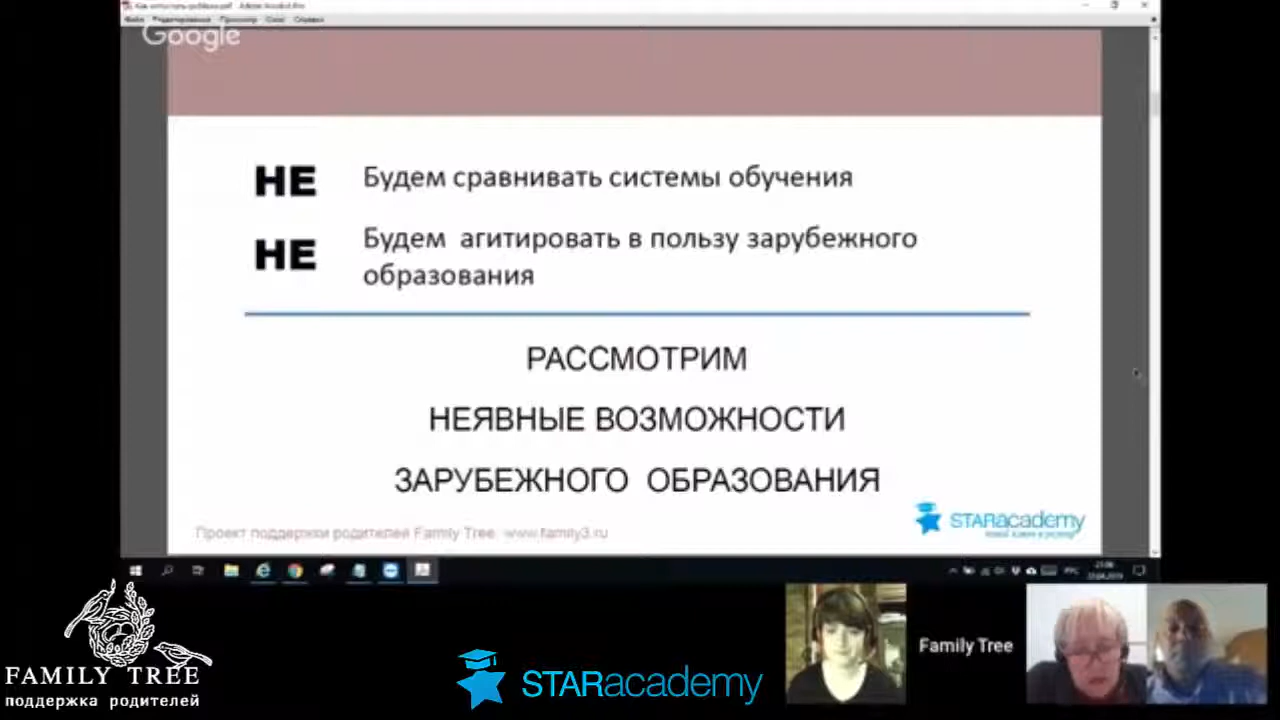 Google
НЕ Будем сравнивать системы обучения
НЕ Будем агитировать в пользу зарубежного
образования
РАССМОТРИМ
НЕЯВНЫЕ ВОЗМОЖНОСТИ
ЗАРУБЕЖНОГО ОБРАЗОВАНИЯ
STARacademy
Проект поддержки родителей Family Tree www.family3.ru
РУС
Family Tree
FAMILY TREE
поддержка родителей
STARacademy